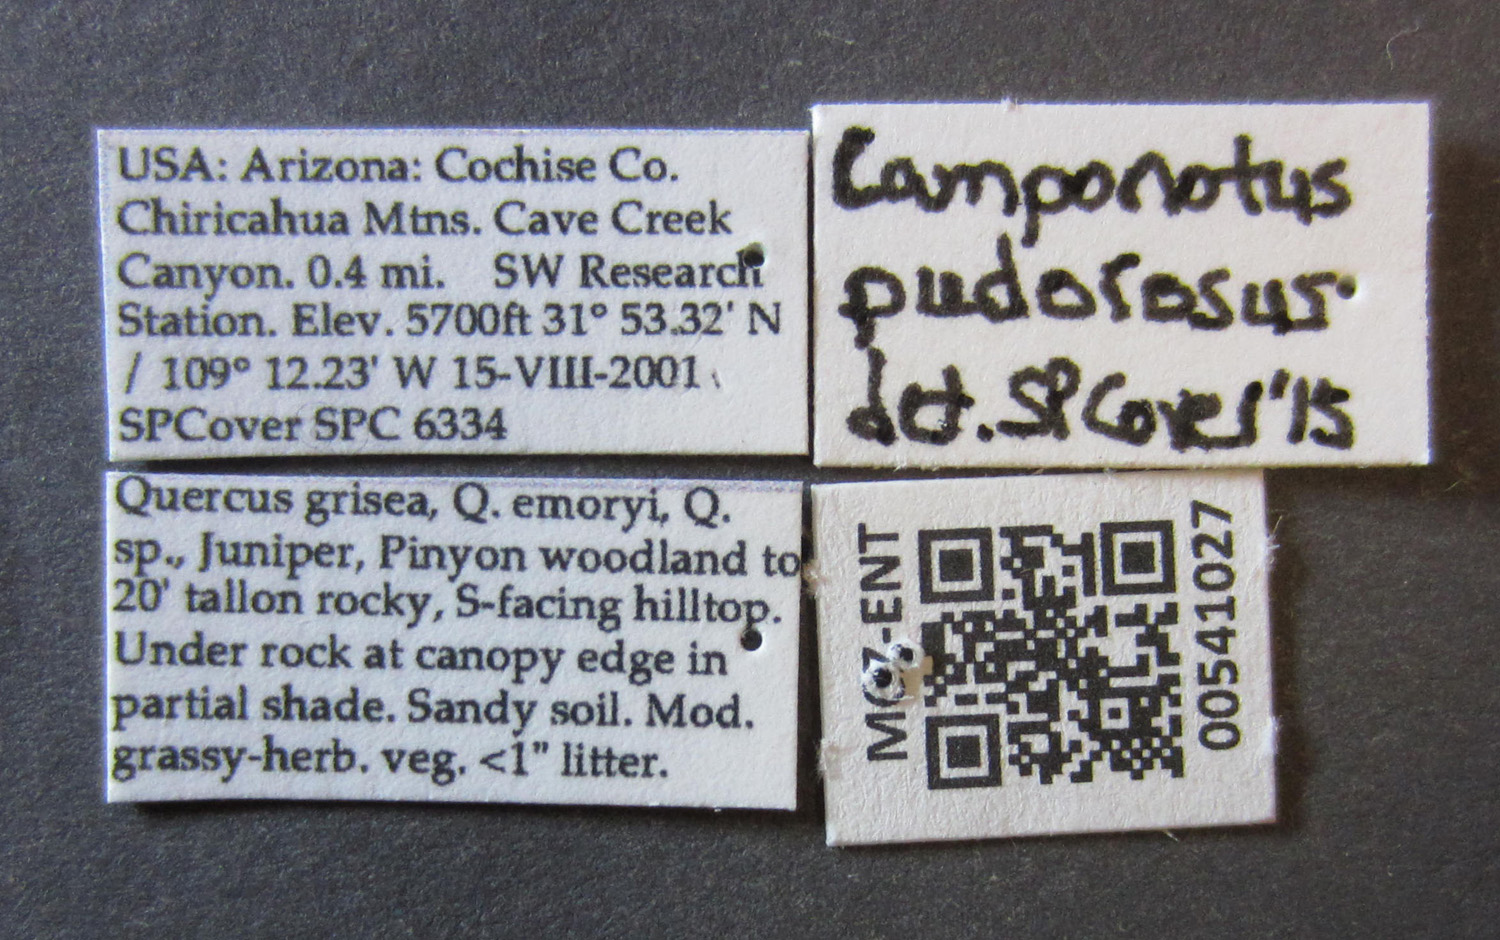 USA: Arizona: Cochise Co.
Chiricahua Mtns. Cave Creek
Canyon. 0.4 mi. SW Research
Station. Elev. 5700ft 31° 53.32' N
/ 109° 12.23' W 15-VIII-2001
SPCover SPC 6334
Camponotus
pudorosus
det. SPCover '15
Quercus grisea, Q. emoryi, Q.
sp., Juniper, Pinyon woodland to
20' tallon rocky, S-facing hilltop.
Under rock at canopy edge in
partial shade. Sandy soil. Mod.
grassy-herb. veg. <1" litter.
MCZ-ENT
00541027